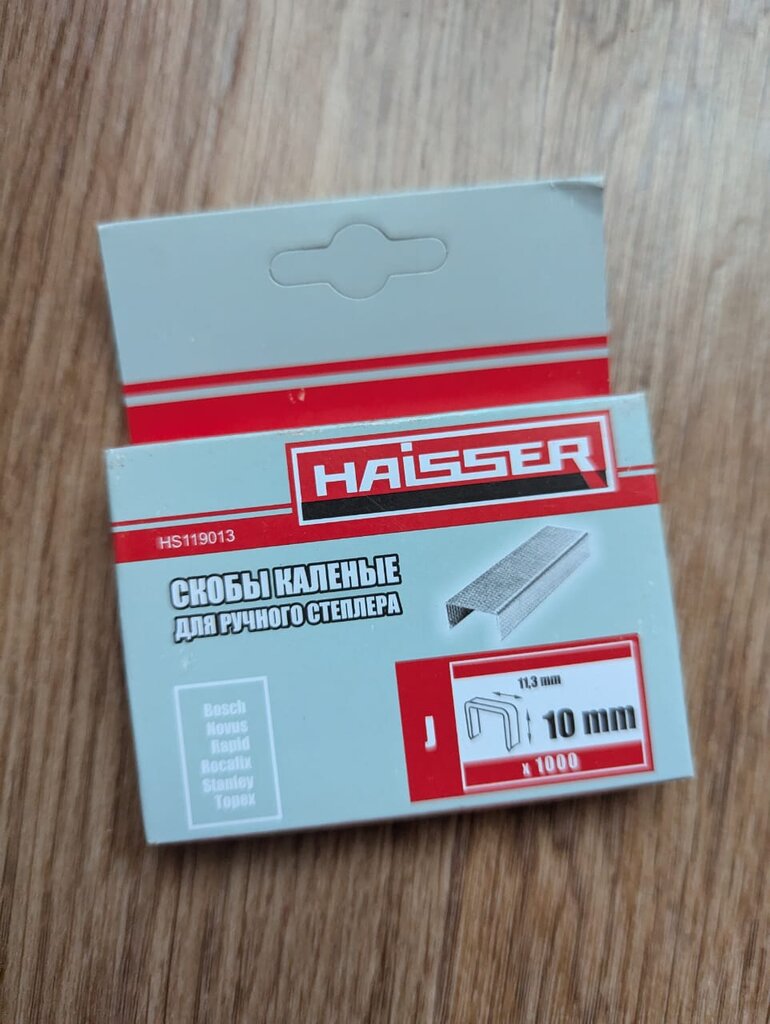 HAISSER
HS119013
СКОБЫ КАЛЕНЫЕ
ДЛЯ РУЧНОГО СТЕПЛЕРА
Bosch
Novus
Rapid
Rocafix
Stanley
Topex
J
11,3 mm
10 mm
x 1000